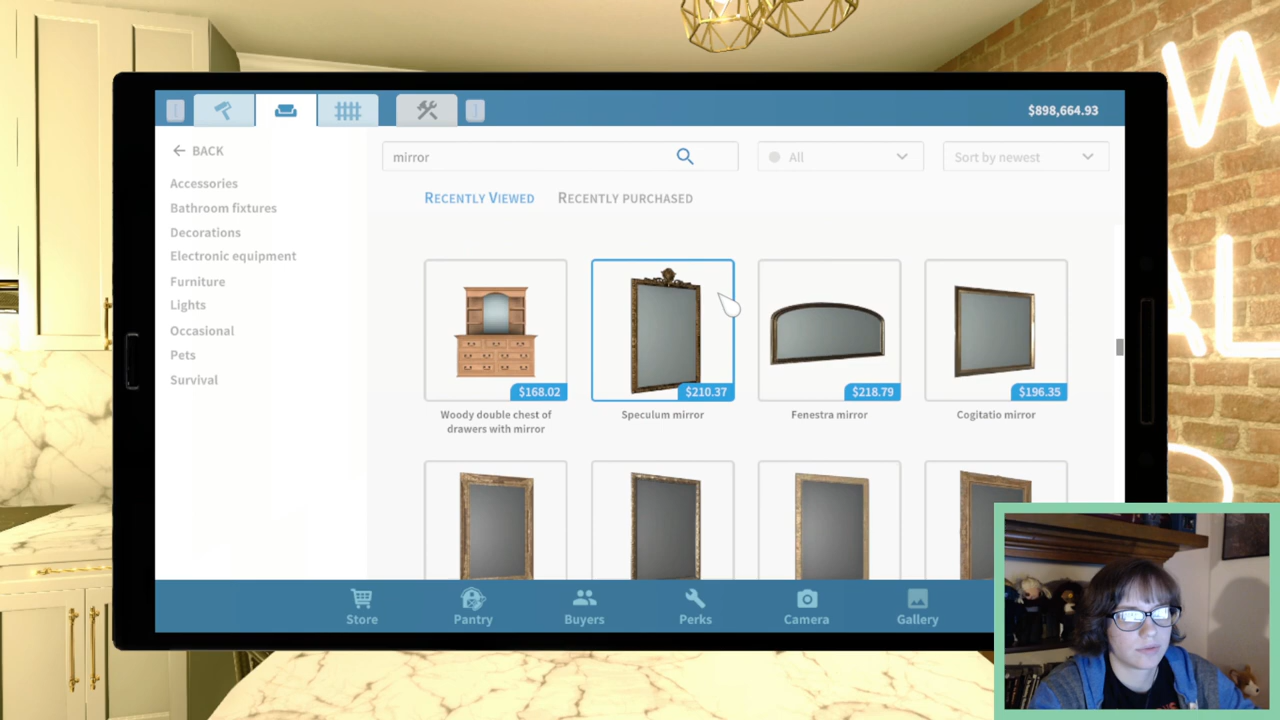 $898,664.93
BACK
mirror
All
Sort by newest
Accessories
Bathroom fixtures
Decorations
Electronic equipment
Furniture
Lights
Occasional
Pets
Survival
RECENTLY VIEWED
RECENTLY PURCHASED
$168.02
$210.37
$218.79
$196.35
Woody double chest of
drawers with mirror
Speculum mirror
Fenestra mirror
Cogitatio mirror
Store
Pantry
Buyers
Perks
Camera
Gallery